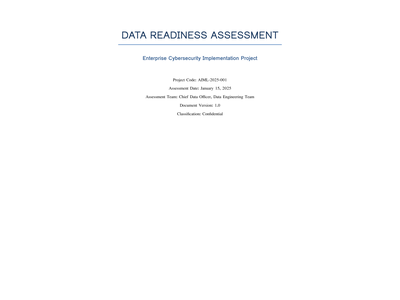 DATA READINESS ASSESSMENT
Enterprise Cybersecurity Implementation Project
Project Code: AIML-2025-001
Assessment Date: January 15, 2025
Assessment Team: Chief Data Officer, Data Engineering Team
Document Version: 1.0
Classification: Confidential